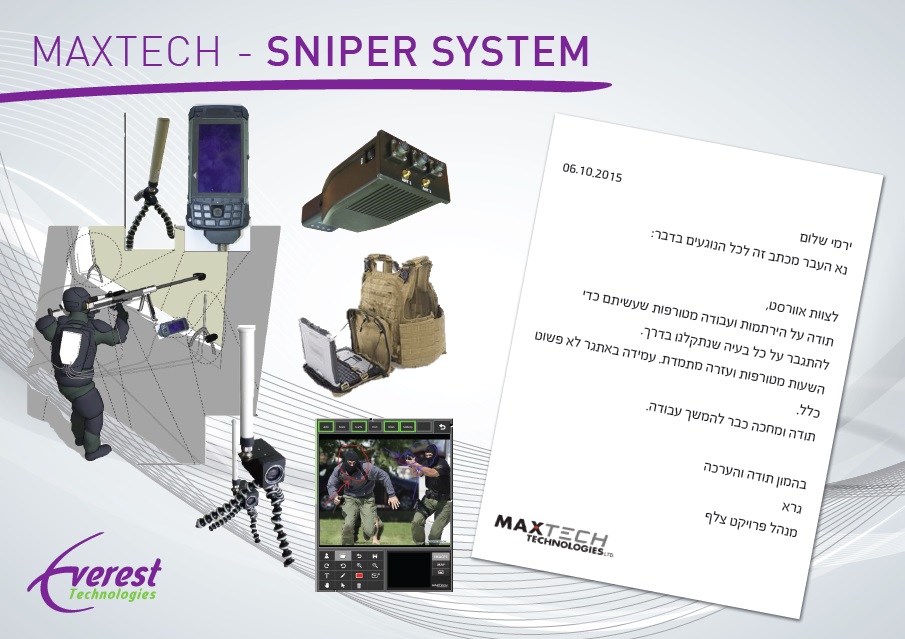 MAXTECH - SNIPER SYSTEM
06.10.2015
ירמי שלום
נא העבר מכתב זה לכל הנוגעים בדבר:
לצוות אוורסט,
תודה על הירתמות ועבודה מטורפות שעשיתם כדי
להתגבר על כל בעיה שנתקלנו בדרך.
השעות מטורפות ועזרה מתמדת. עמידה באתגר לא פשוט
כלל.
תודה ומחכה כבר להמשך עבודה.
בהמון תודה והערכה
גרא
מנהל פרויקט צלף
MAXTECH
TECHNOLOGIES LTD.
Everest
Technologies